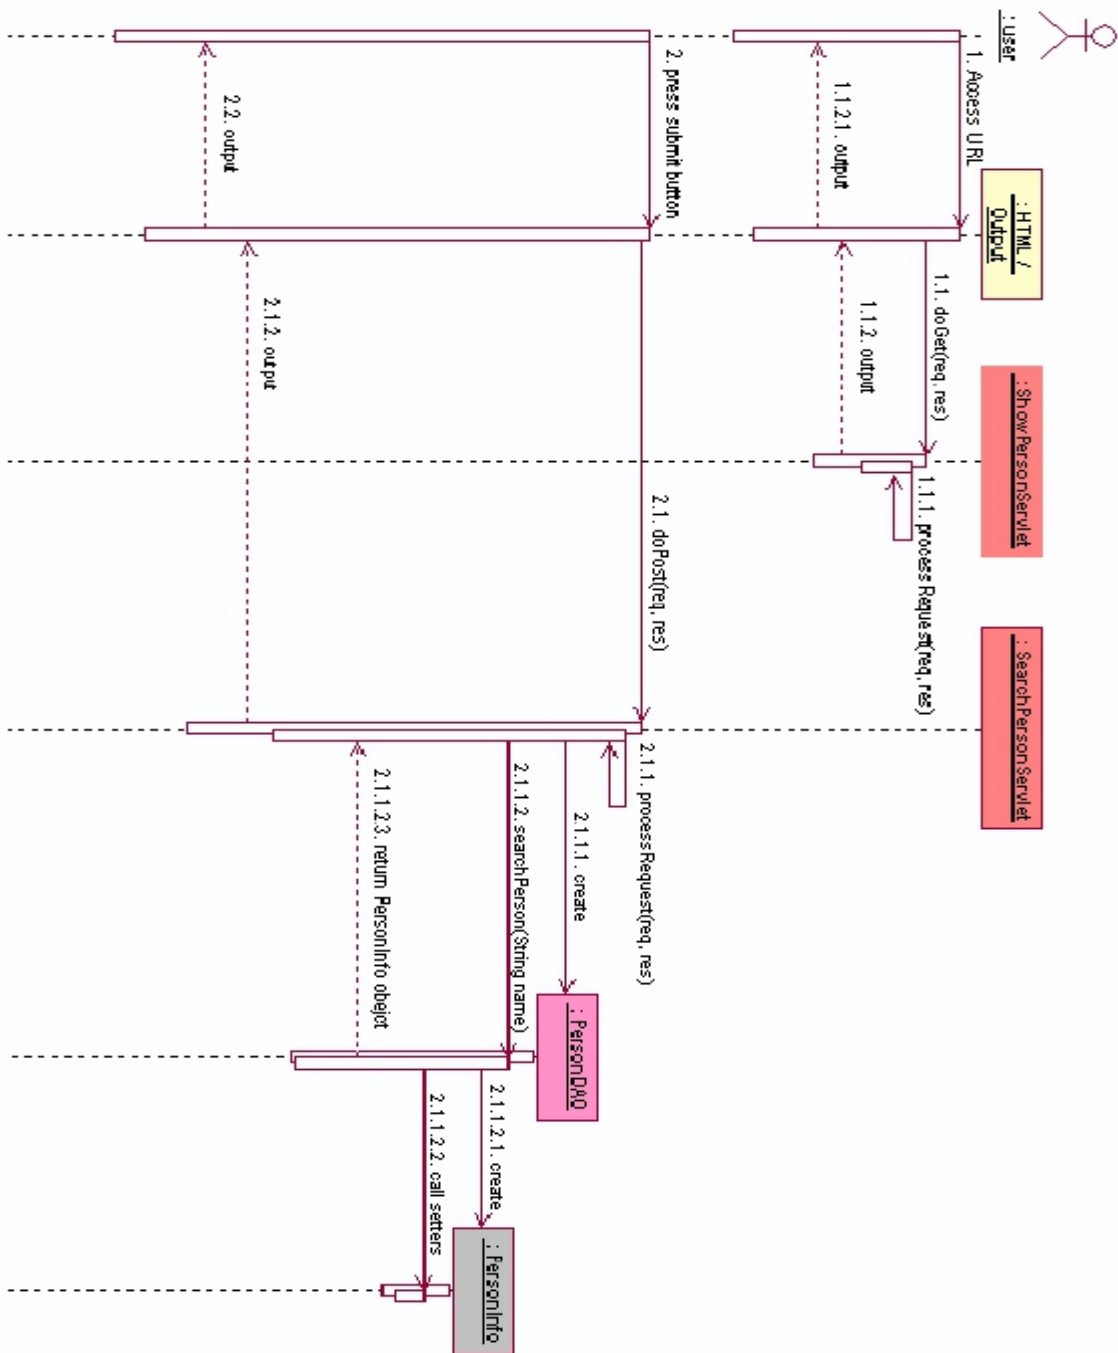 : user
: HTML /
Output
: ShowPersonServlet
: SearchPersonServlet
1. Access URL
1.1. doGet(req, res)
1.1.1. processRequest(req, res)
1.1.2. output
1.1.2.1. output
2. press submit button
2.1. doPost(req, res)
2.1.1. processRequest(req, res)
2.1.1.1. create
: PersonDAO
2.1.1.2. searchPerson(String name)
2.1.1.2.1. create
: PersonInfo
2.1.1.2.2. call setters
2.1.1.2.3. return PersonInfo obejct
2.1.2. output
2.2. output